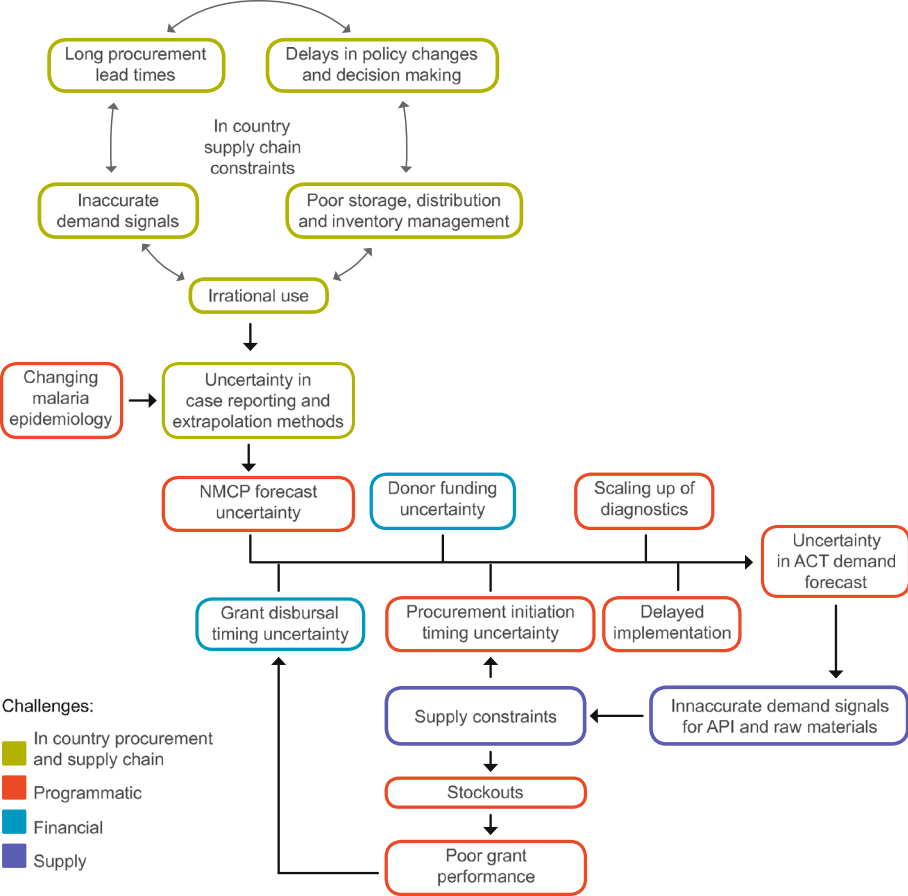 Long procurement
lead times
Delays in policy changes
and decision making
In country
supply chain
constraints
Inaccurate
demand signals
Poor storage, distribution
and inventory management
Irrational use
Changing
malaria
epidemiology
Uncertainty in
case reporting and
extrapolation methods
NMCP forecast
uncertainty
Donor funding
uncertainty
Scaling up of
diagnostics
Uncertainty
in ACT demand
forecast
Grant disbursal
timing uncertainty
Procurement initiation
timing uncertainty
Delayed
implementation
Supply constraints
Innaccurate demand signals
for API and raw materials
Stockouts
Poor grant
performance
Challenges:
In country procurement
and supply chain
Programmatic
Financial
Supply